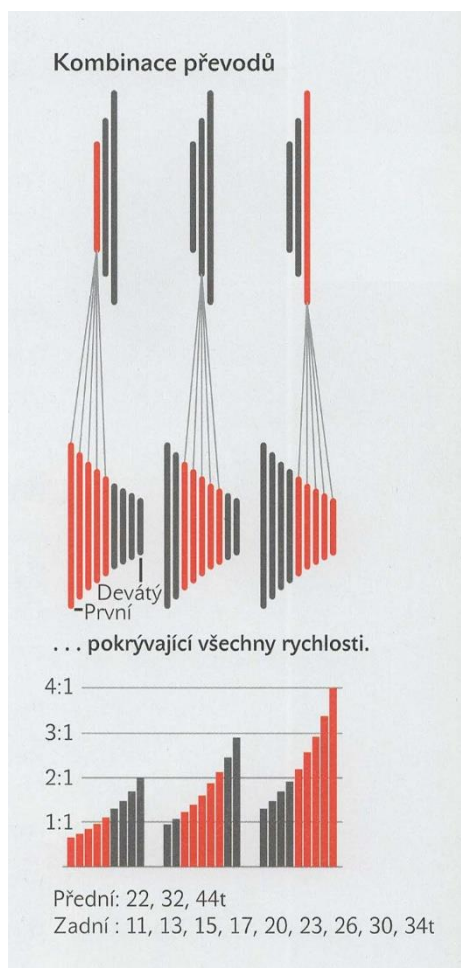 Kombinace převodů
Devátý
První
. . . pokrývající všechny rychlosti.
4:1
3:1
2:1
1:1
Přední: 22, 32, 44t
Zadní : 11, 13, 15, 17, 20, 23, 26, 30, 34t